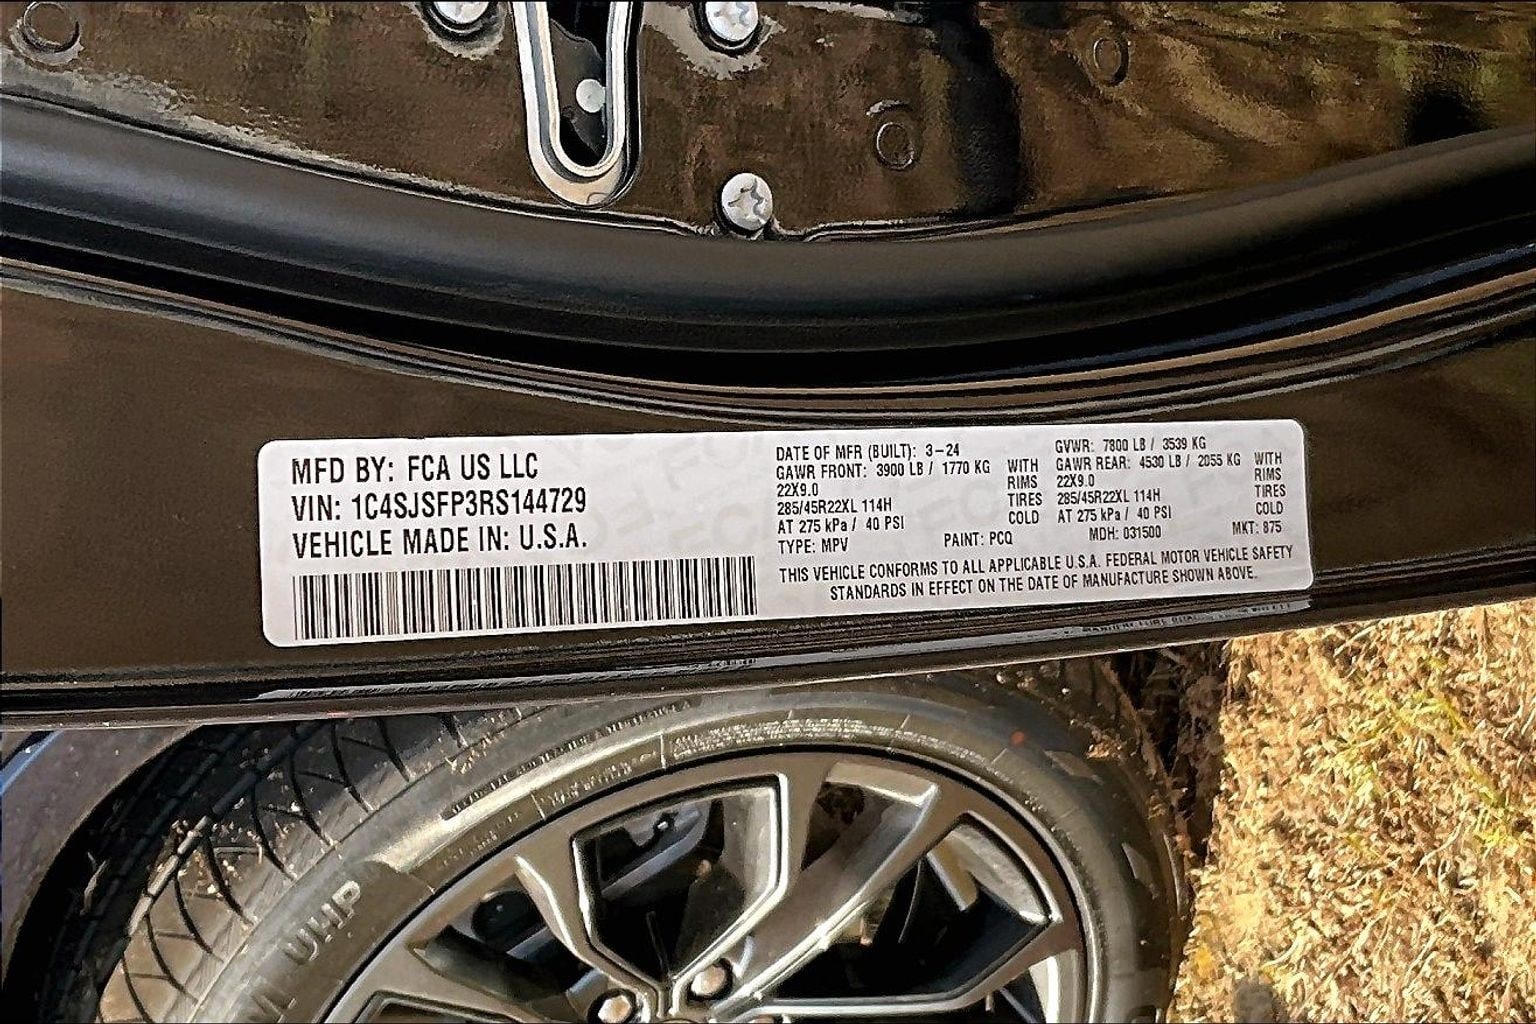 MFD BY: FCA US LLC
VIN: 1C4SJSFP3RS144729
VEHICLE MADE IN: U.S.A.
DATE OF MFR (BUILT): 3-24
GAWR FRONT: 3900 LB / 1770 KG WITH
22X9.0 RIMS
285/45R22XL 114H TIRES
AT 275 kPa / 40 PSI COLD
TYPE: MPV PAINT: PCQ
GVWR: 7800 LB / 3539 KG
GAWR REAR: 4530 LB / 2055 KG WITH
22X9.0 RIMS
285/45R22XL 114H TIRES
AT 275 kPa / 40 PSI COLD
MDH: 031500 MKT: 875
THIS VEHICLE CONFORMS TO ALL APPLICABLE U.S.A. FEDERAL MOTOR VEHICLE SAFETY
STANDARDS IN EFFECT ON THE DATE OF MANUFACTURE SHOWN ABOVE.
UHP